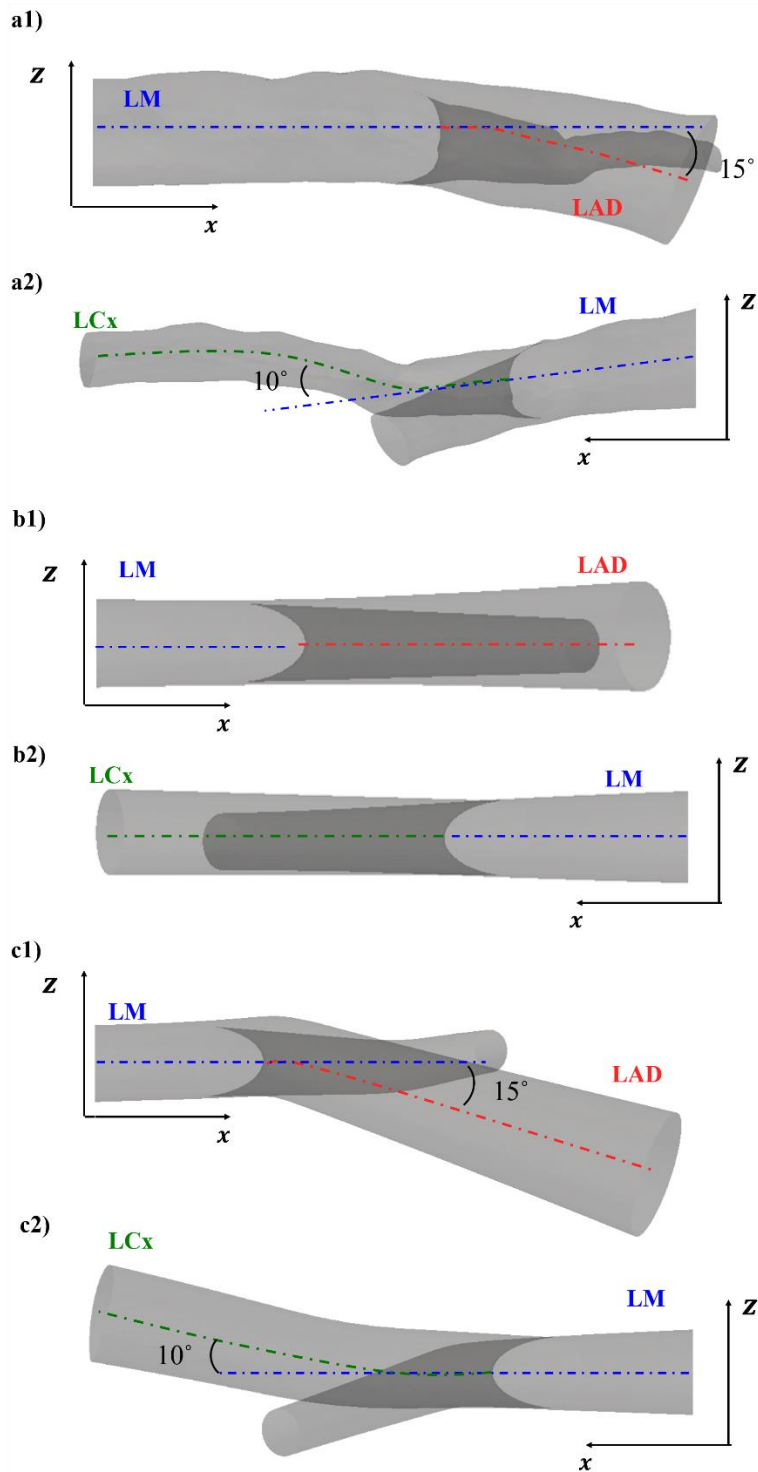 a1)
Z
LM
15°
LAD
x
a2)
LCx
LM
Z
10°
x
b1)
Z
LM
LAD
x
b2)
LCx
LM
Z
x
c1)
Z
LM
15°
LAD
x
c2)
LCx
LM
Z
10°
x